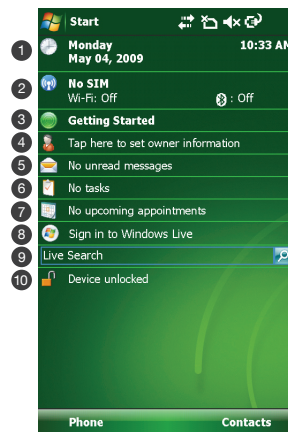 Start
1 Monday 10:33 AM
May 04, 2009
2 No SIM
Wi-Fi: Off : Off
3 Getting Started
4 Tap here to set owner information
5 No unread messages
6 No tasks
7 No upcoming appointments
8 Sign in to Windows Live
9 Live Search
10 Device unlocked
Phone Contacts